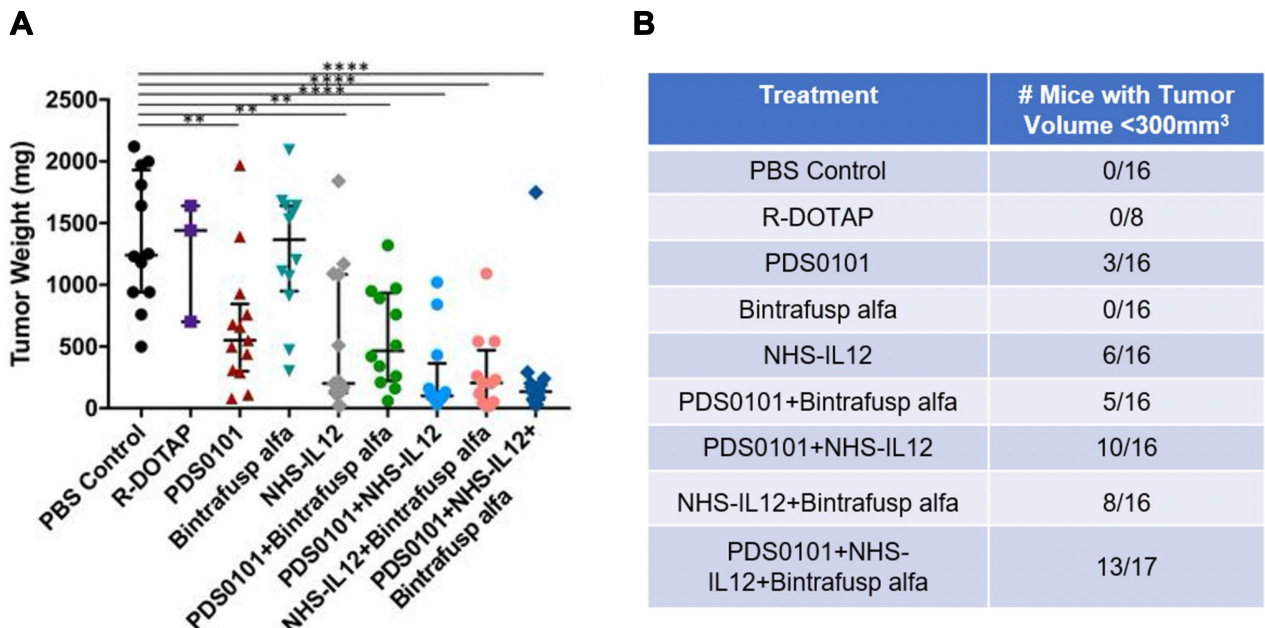 A
B
****
****
****
**
**
**
2500
2000
1500
1000
500
0
Tumor Weight (mg)
PBS Control
R-DOTAP
PDS0101
Bintrafusp alfa
NHS-IL12
PDS0101+Bintrafusp alfa
PDS0101+NHS-IL12
NHS-IL12+Bintrafusp alfa
PDS0101+NHS-IL12+
Bintrafusp alfa
Treatment
# Mice with Tumor
Volume <300mm³
PBS Control
0/16
R-DOTAP
0/8
PDS0101
3/16
Bintrafusp alfa
0/16
NHS-IL12
6/16
PDS0101+Bintrafusp alfa
5/16
PDS0101+NHS-IL12
10/16
NHS-IL12+Bintrafusp alfa
8/16
PDS0101+NHS-
IL12+Bintrafusp alfa
13/17